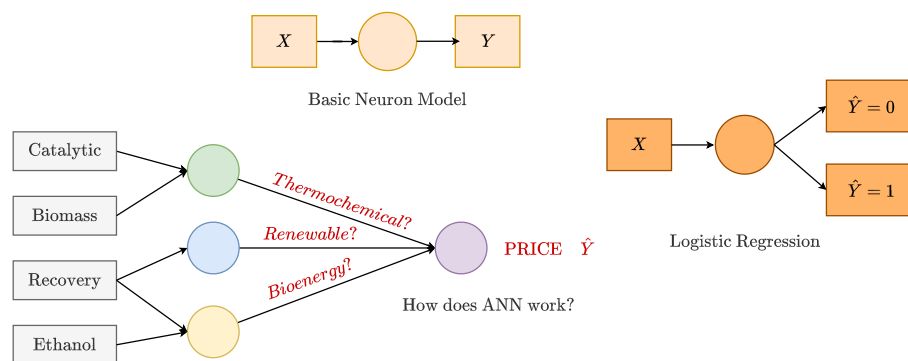 X
Y
Basic Neuron Model
X
Ŷ = 0
Ŷ = 1
Logistic Regression
Catalytic
Biomass
Recovery
Ethanol
Thermochemical?
Renewable?
Bioenergy?
PRICE Ŷ
How does ANN work?